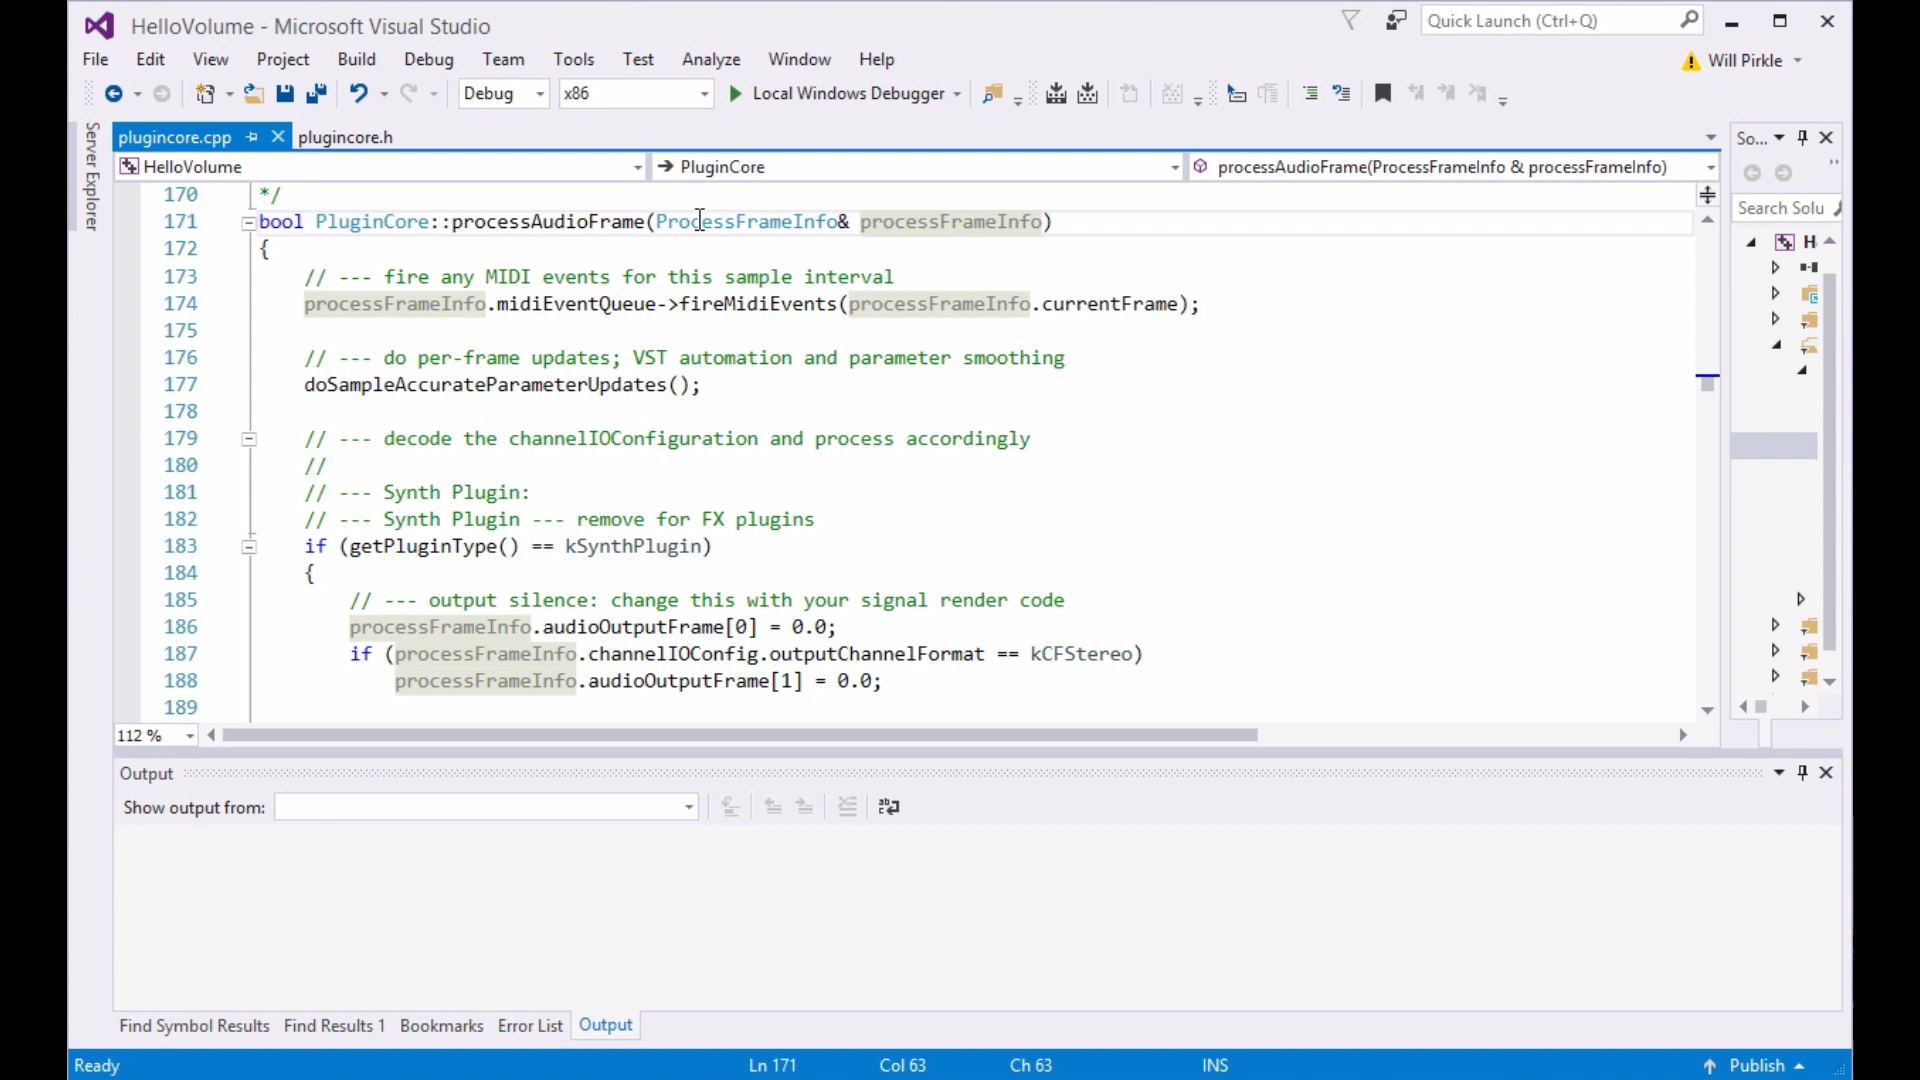 HelloVolume - Microsoft Visual Studio
Quick Launch (Ctrl+Q)
File Edit View Project Build Debug Team Tools Test Analyze Window Help
Will Pirkle
Debug x86 Local Windows Debugger
Server Explorer
plugincore.cpp plugincore.h
So...
HelloVolume PluginCore processAudioFrame(ProcessFrameInfo & processFrameInfo)
Search Solu
170 */
171 bool PluginCore::processAudioFrame(ProcessFrameInfo& processFrameInfo)
172 {
173 // --- fire any MIDI events for this sample interval
174 processFrameInfo.midiEventQueue->fireMidiEvents(processFrameInfo.currentFrame);
175
176 // --- do per-frame updates; VST automation and parameter smoothing
177 doSampleAccurateParameterUpdates();
178
179 // --- decode the channelIOConfiguration and process accordingly
180 //
181 // --- Synth Plugin:
182 // --- Synth Plugin --- remove for FX plugins
183 if (getPluginType() == kSynthPlugin)
184 {
185 // --- output silence: change this with your signal render code
186 processFrameInfo.audioOutputFrame[0] = 0.0;
187 if (processFrameInfo.channelIOConfig.outputChannelFormat == kCFStereo)
188 processFrameInfo.audioOutputFrame[1] = 0.0;
189
H
112 %
Output
Show output from:
Find Symbol Results Find Results 1 Bookmarks Error List Output
Ready Ln 171 Col 63 Ch 63 INS Publish